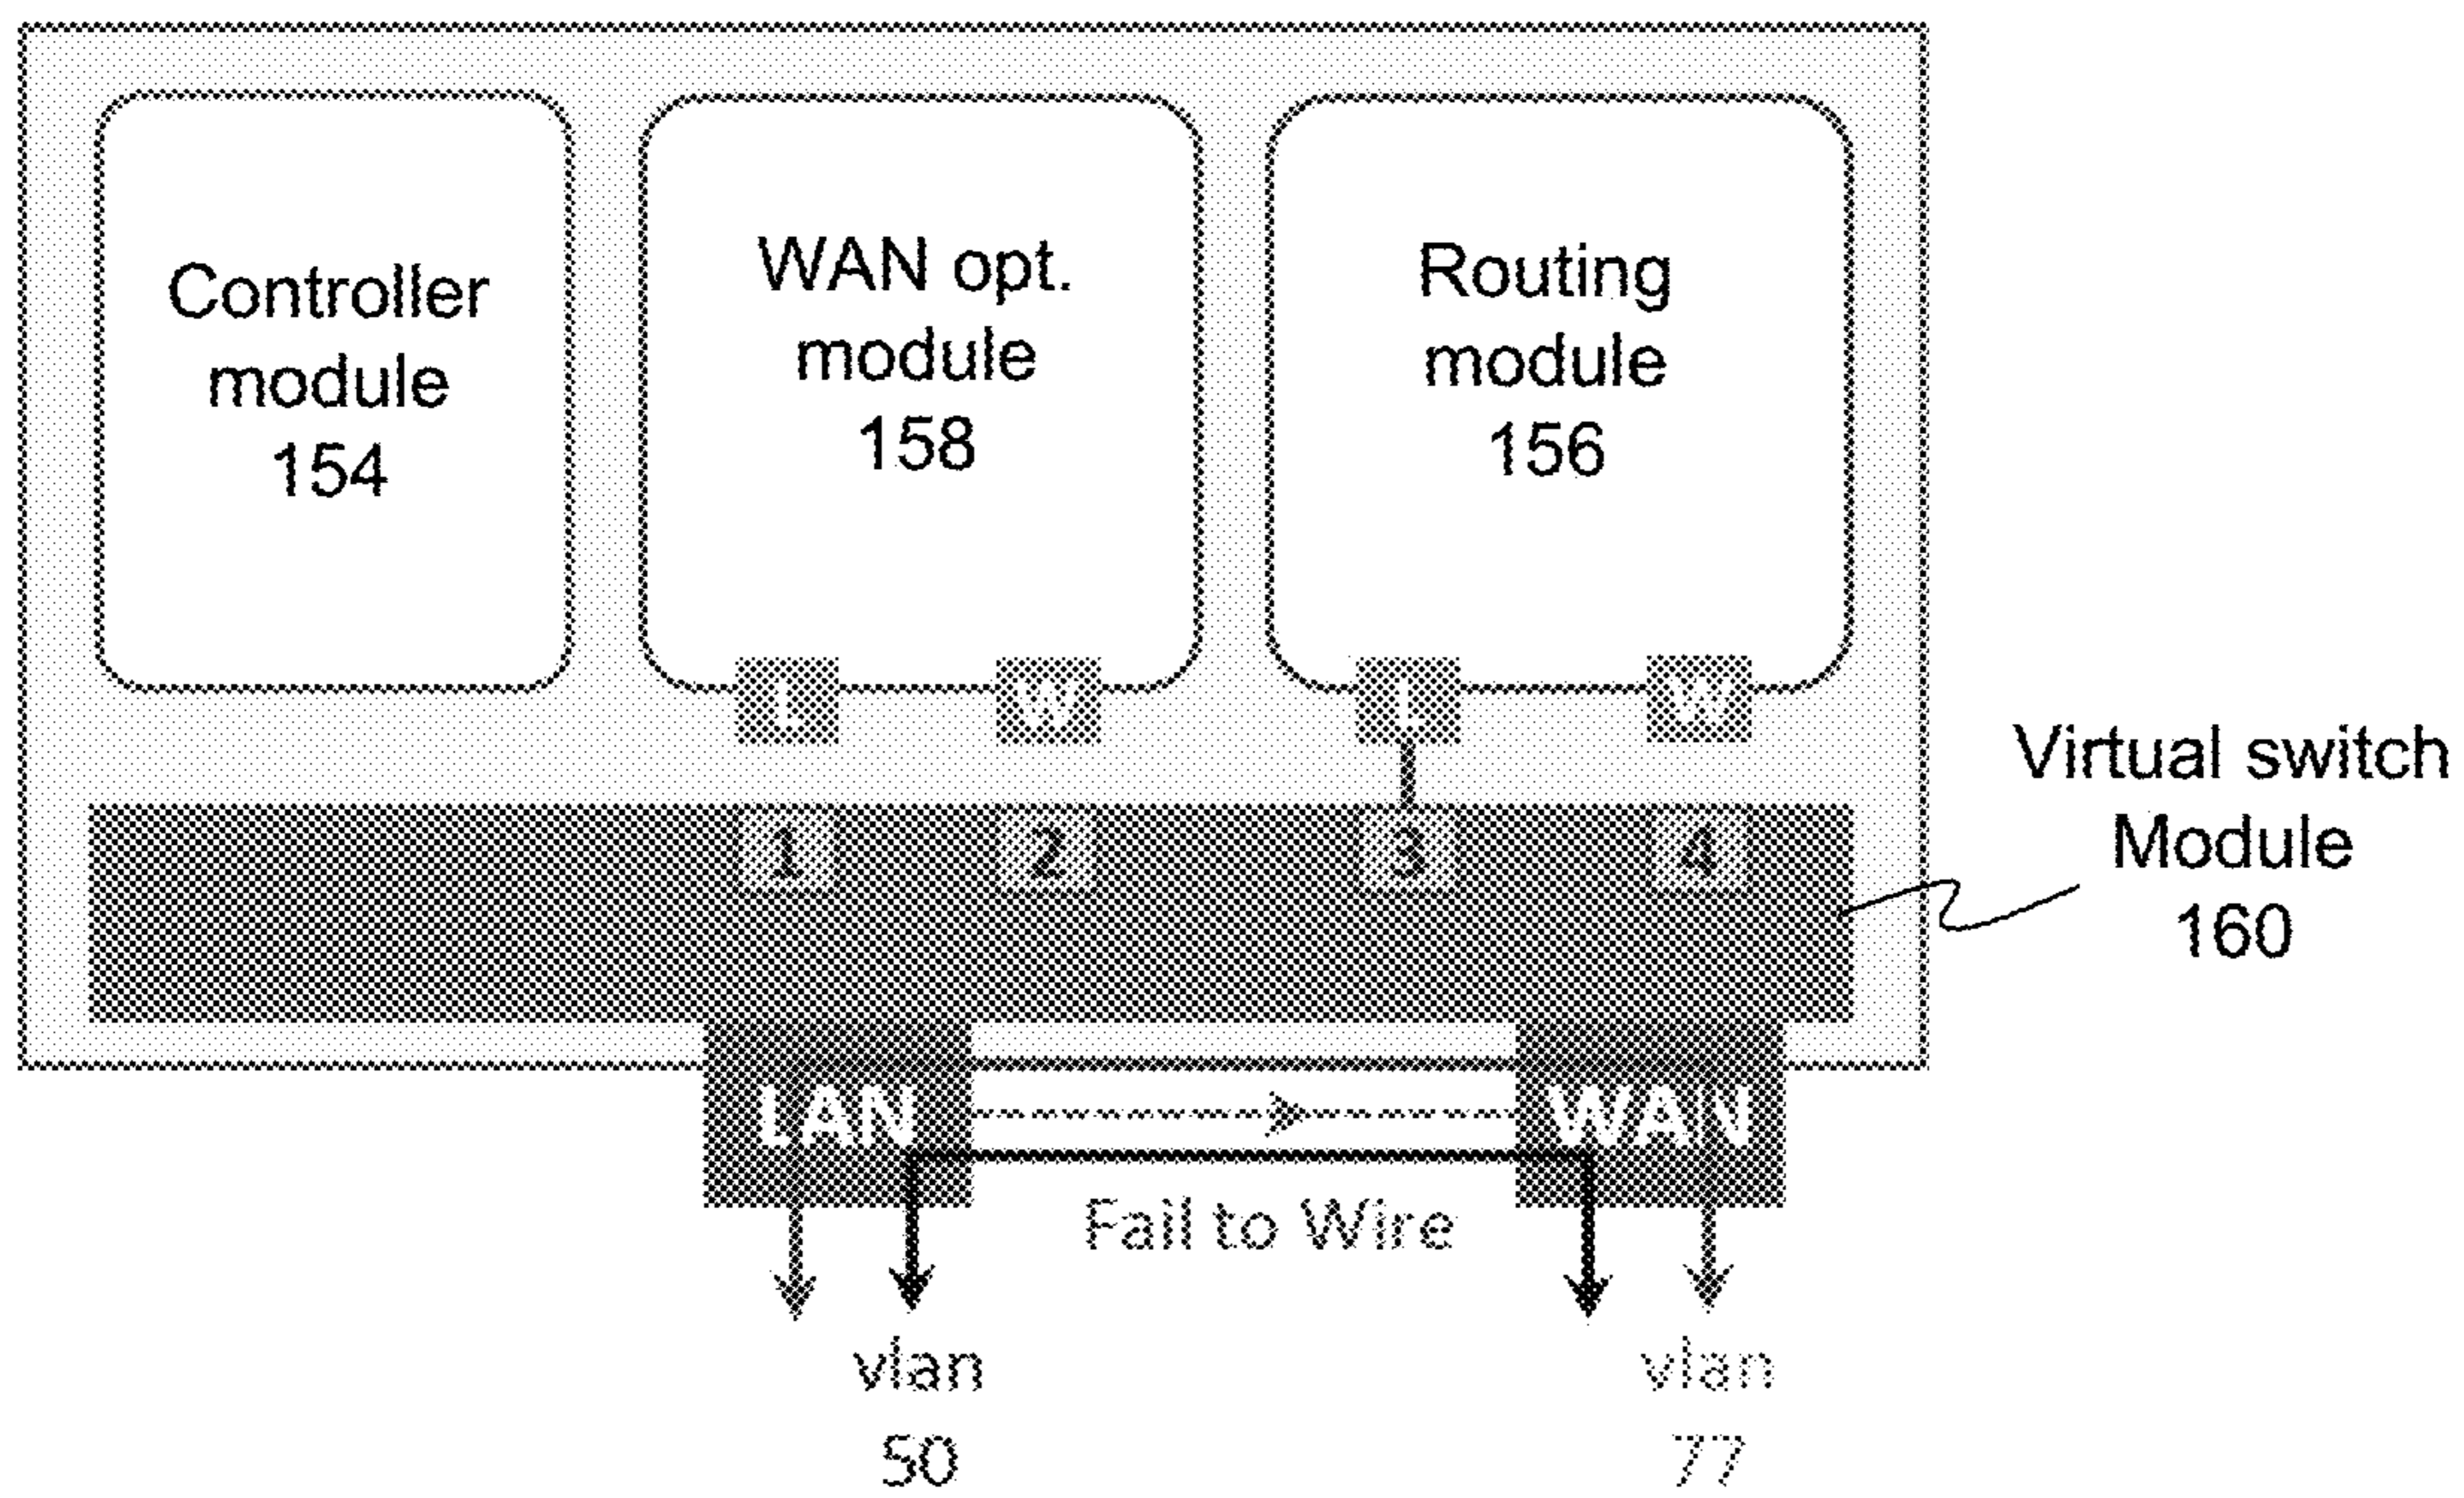 Controller
module
154
WAN opt.
module
158
Routing
module
156
L
W
L
W
Virtual switch
Module
160
1
2
3
4
LAN
WAN
Fail to Wire
vlan
50
vlan
77